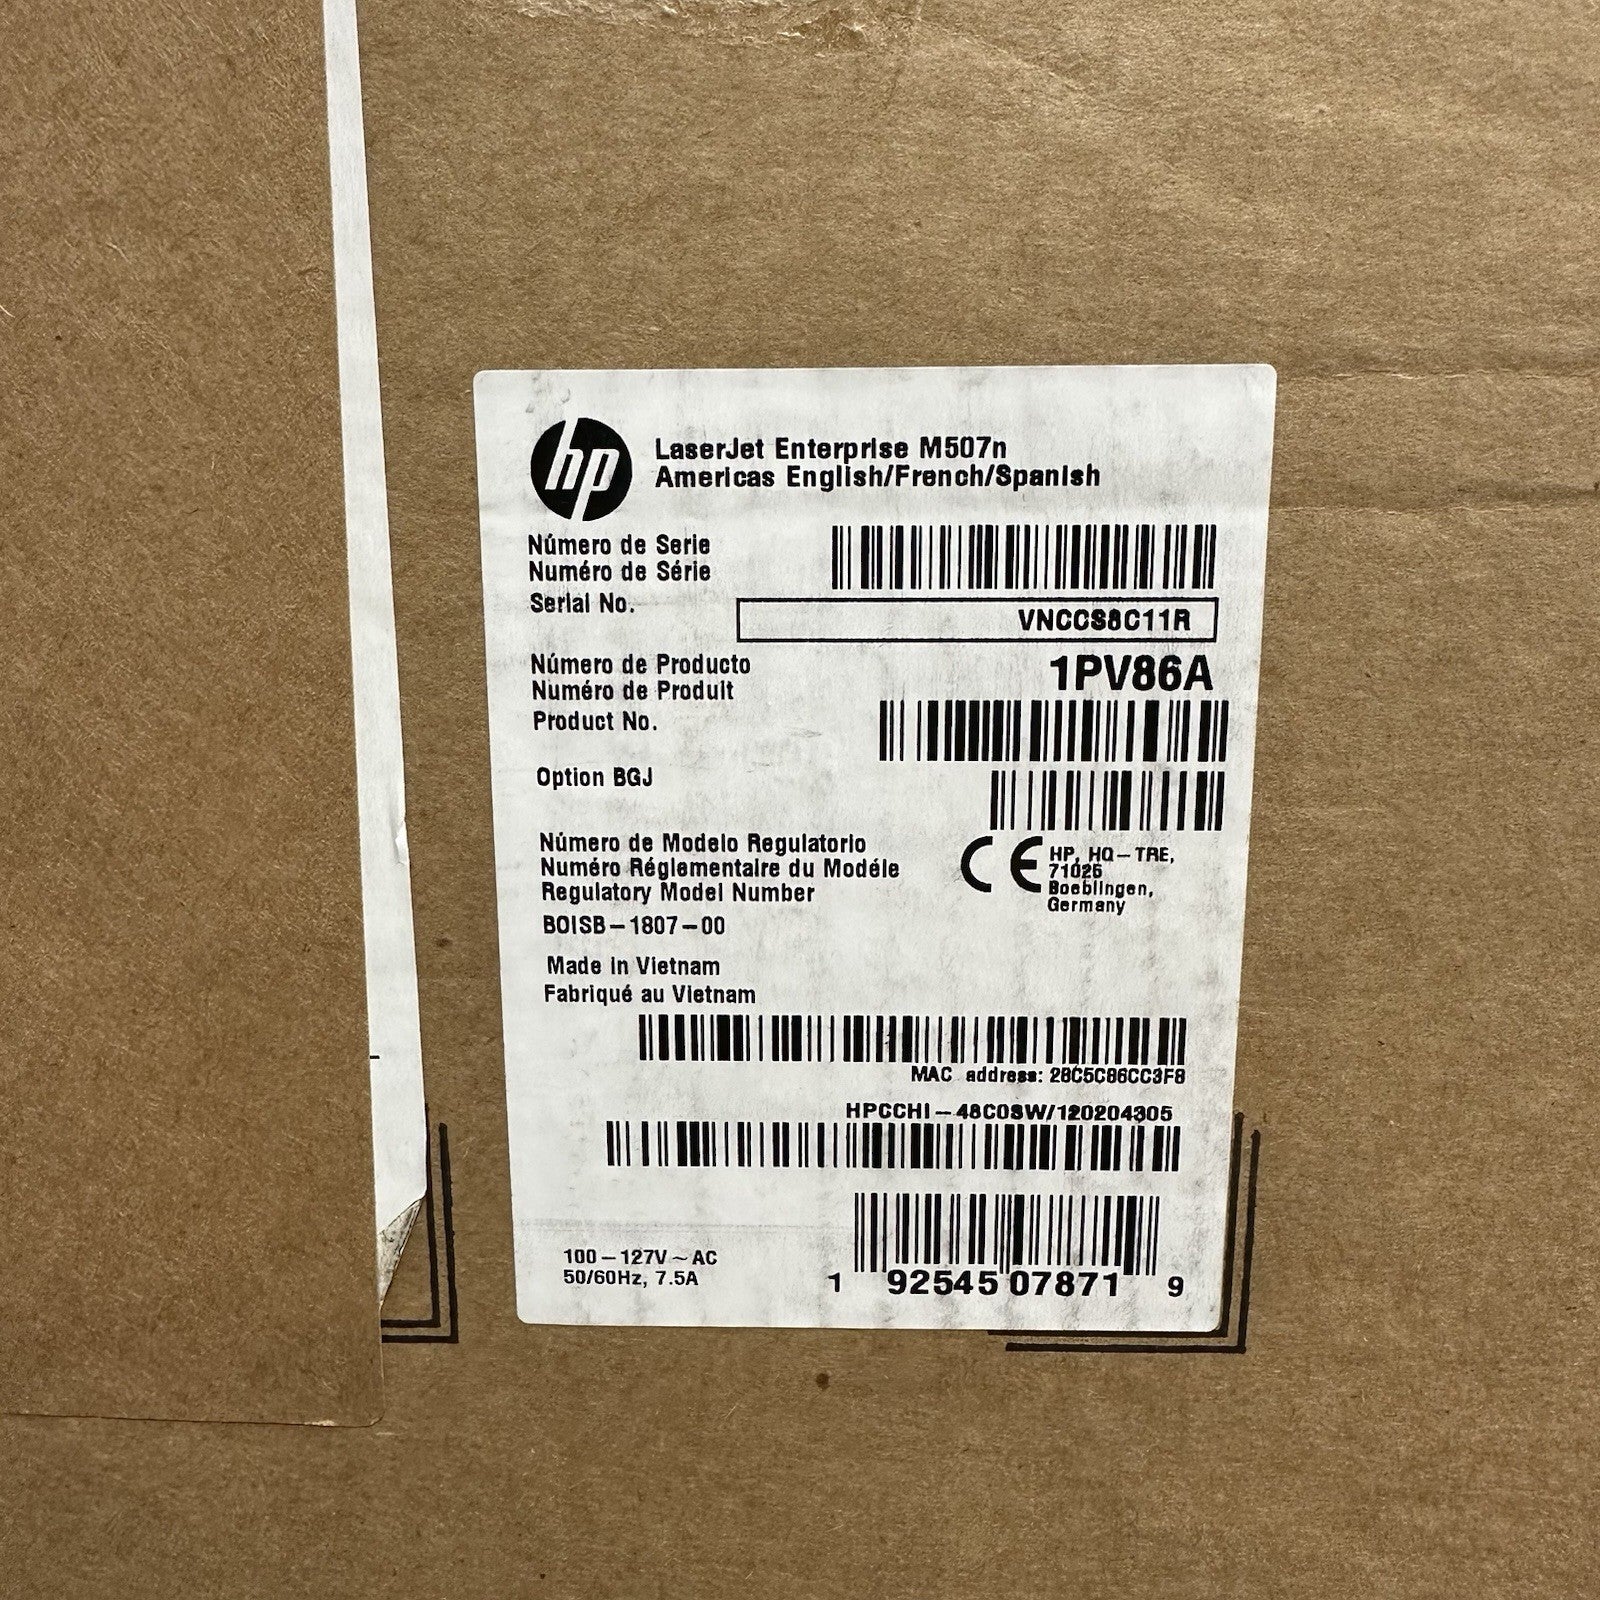 hp
LaserJet Enterprise M507n
Americas English/French/Spanish
Número de Serie
Numéro de Série
Serial No.
VNCCS8C11R
Número de Producto
1PV86A
Numéro de Produit
Product No.
Option BGJ
Número de Modelo Regulatorio
Numéro Réglementaire du Modéle
Regulatory Model Number
BOISB-1807-00
HP, HQ-TRE,
71025
Boeblingen,
Germany
Made in Vietnam
Fabriqué au Vietnam
MAC address: 28C5C86CC3F8
HPCCHI-48C0SW/120204305
100-127V~AC
50/60Hz, 7.5A
1 92545 07871 9